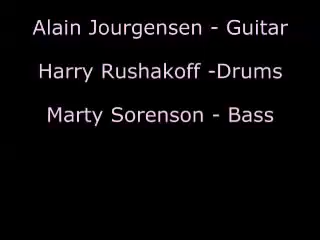 Alain Jourgensen - Guitar
Harry Rushakoff -Drums
Marty Sorenson - Bass